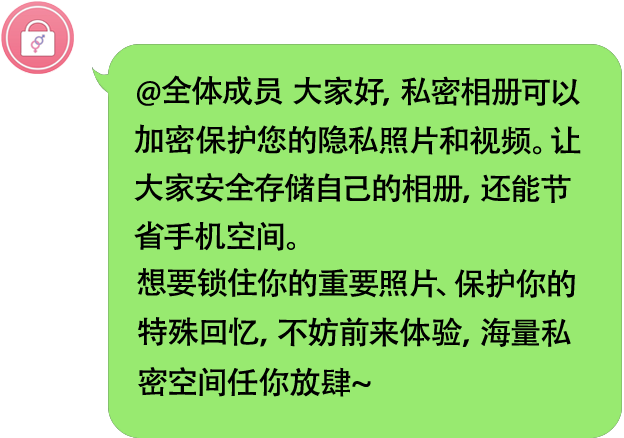 @全体成员 大家好, 私密相册可以
加密保护您的隐私照片和视频。让
大家安全存储自己的相册, 还能节
省手机空间。
想要锁住你的重要照片、保护你的
特殊回忆, 不妨前来体验, 海量私
密空间任你放肆~